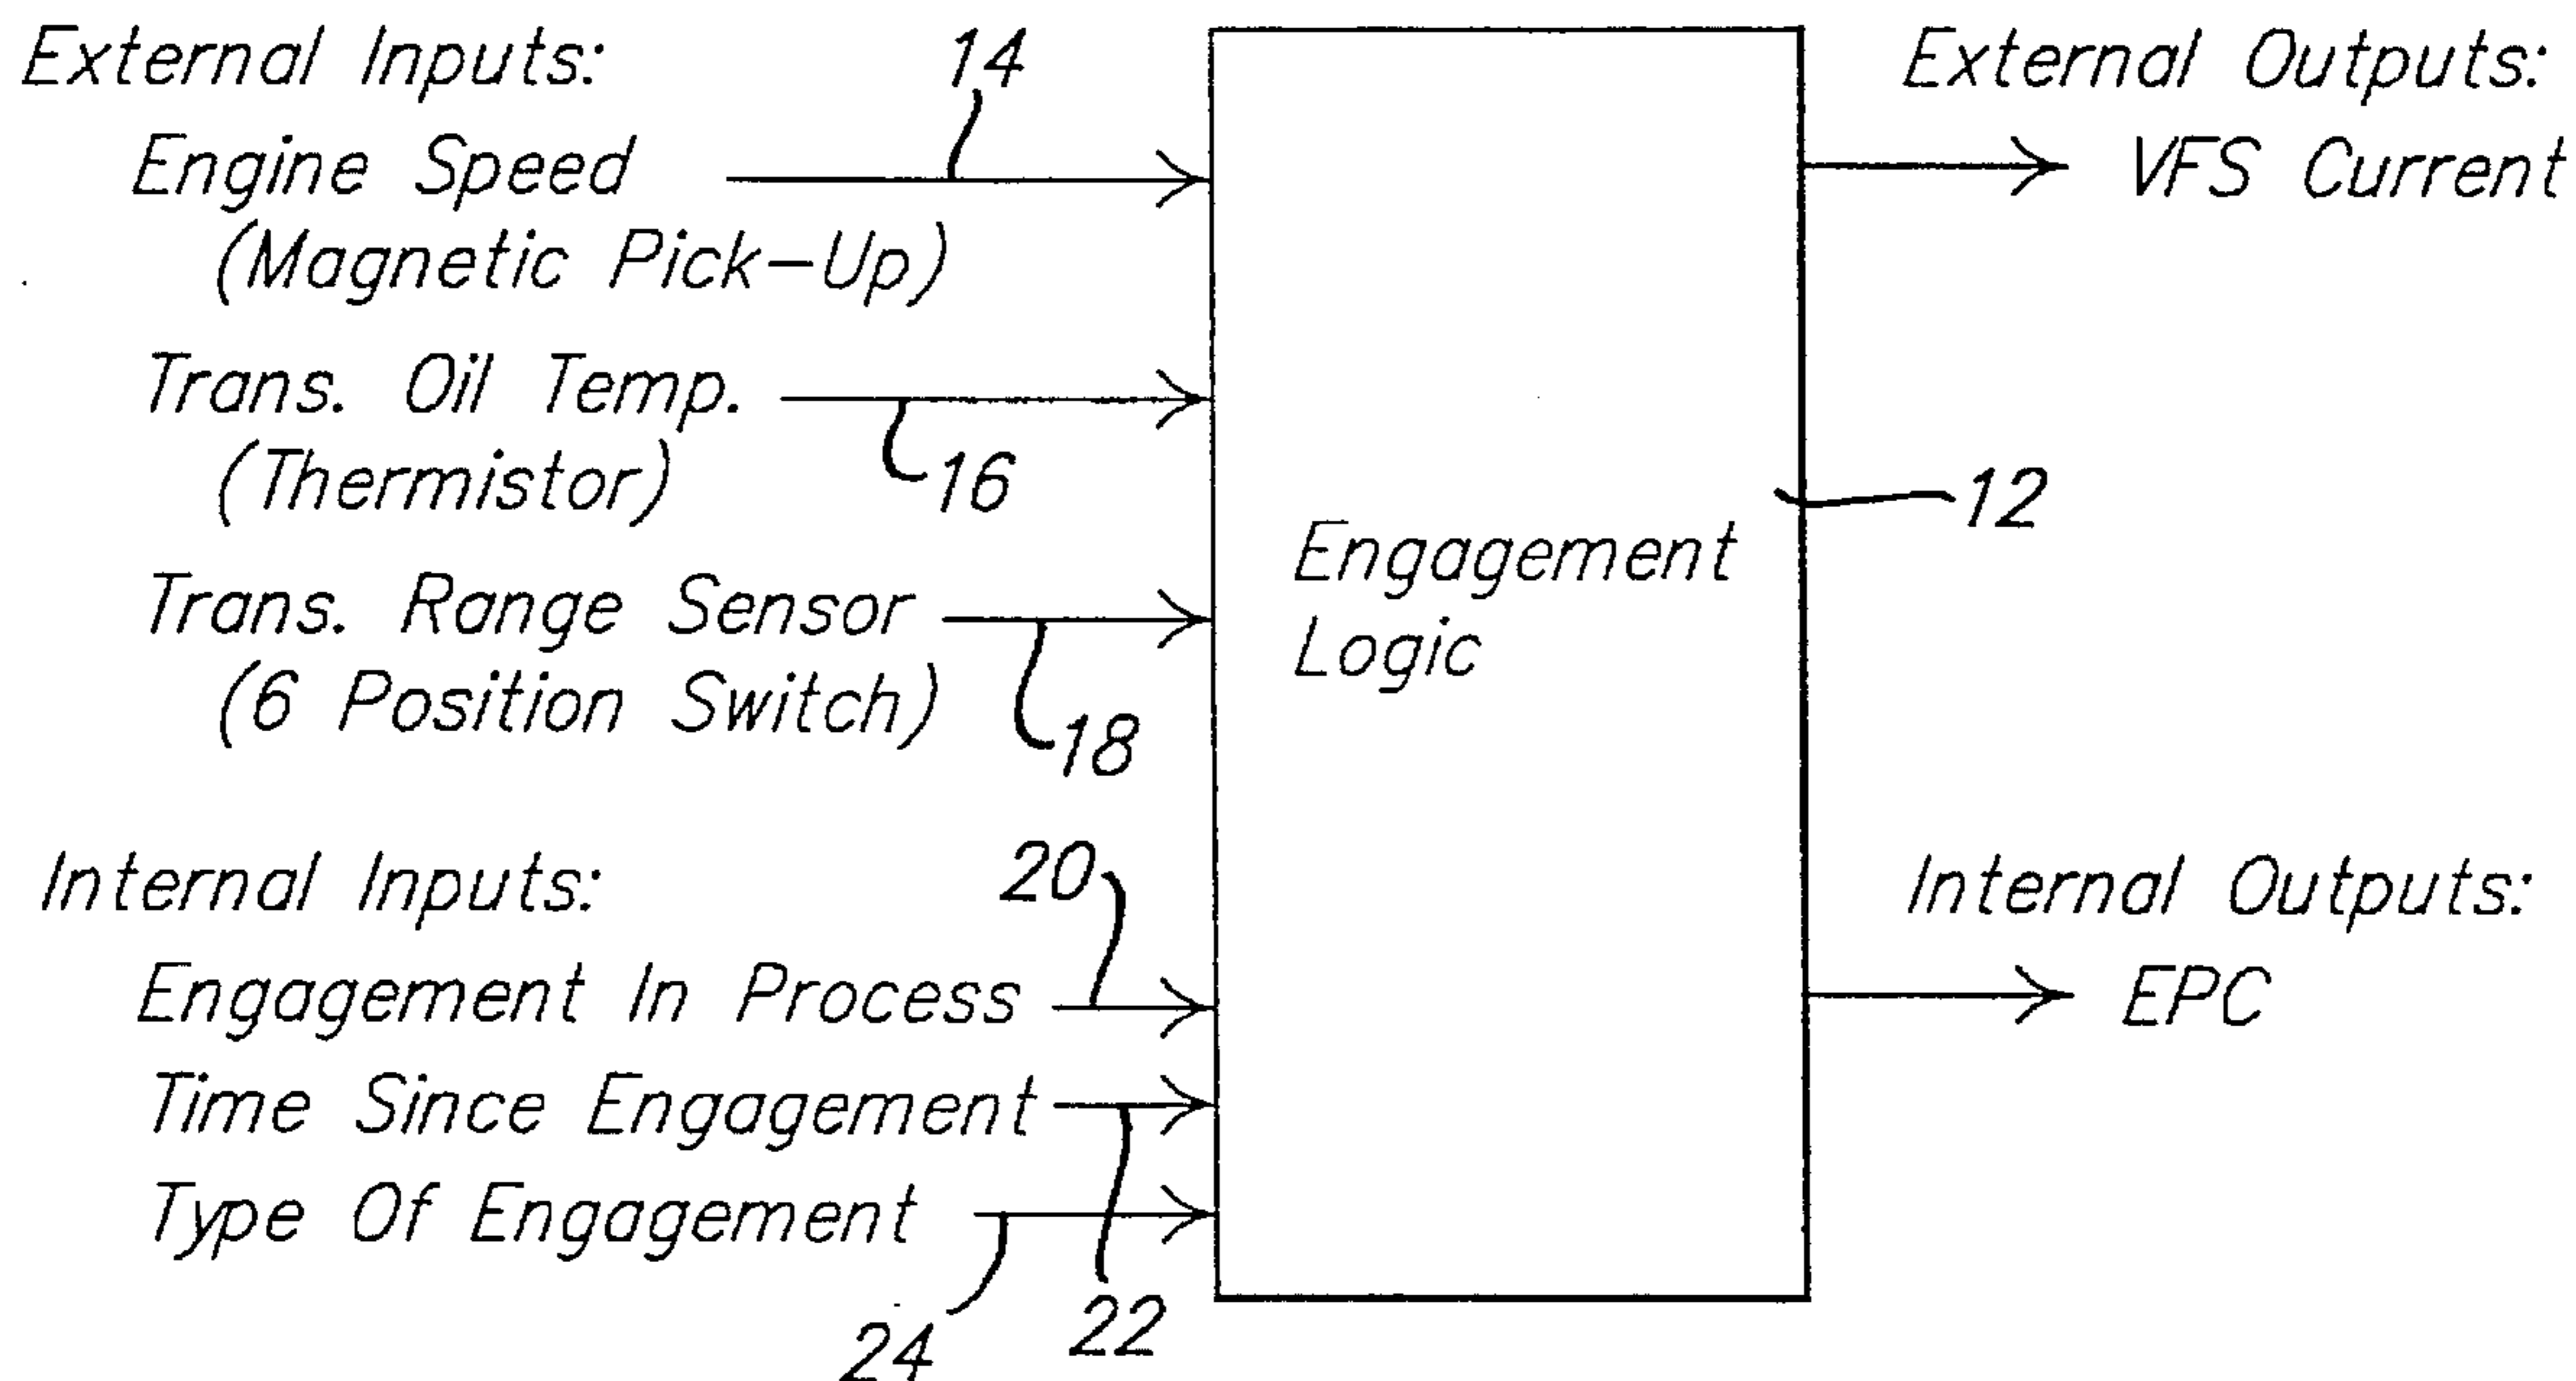 External Inputs:
14
Engine Speed
(Magnetic Pick-Up)
Trans. Oil Temp.
(Thermistor)
16
Trans. Range Sensor
(6 Position Switch)
18
Internal Inputs:
20
Engagement In Process
Time Since Engagement
Type Of Engagement
22
24
Engagement
Logic
12
External Outputs:
VFS Current
Internal Outputs:
EPC